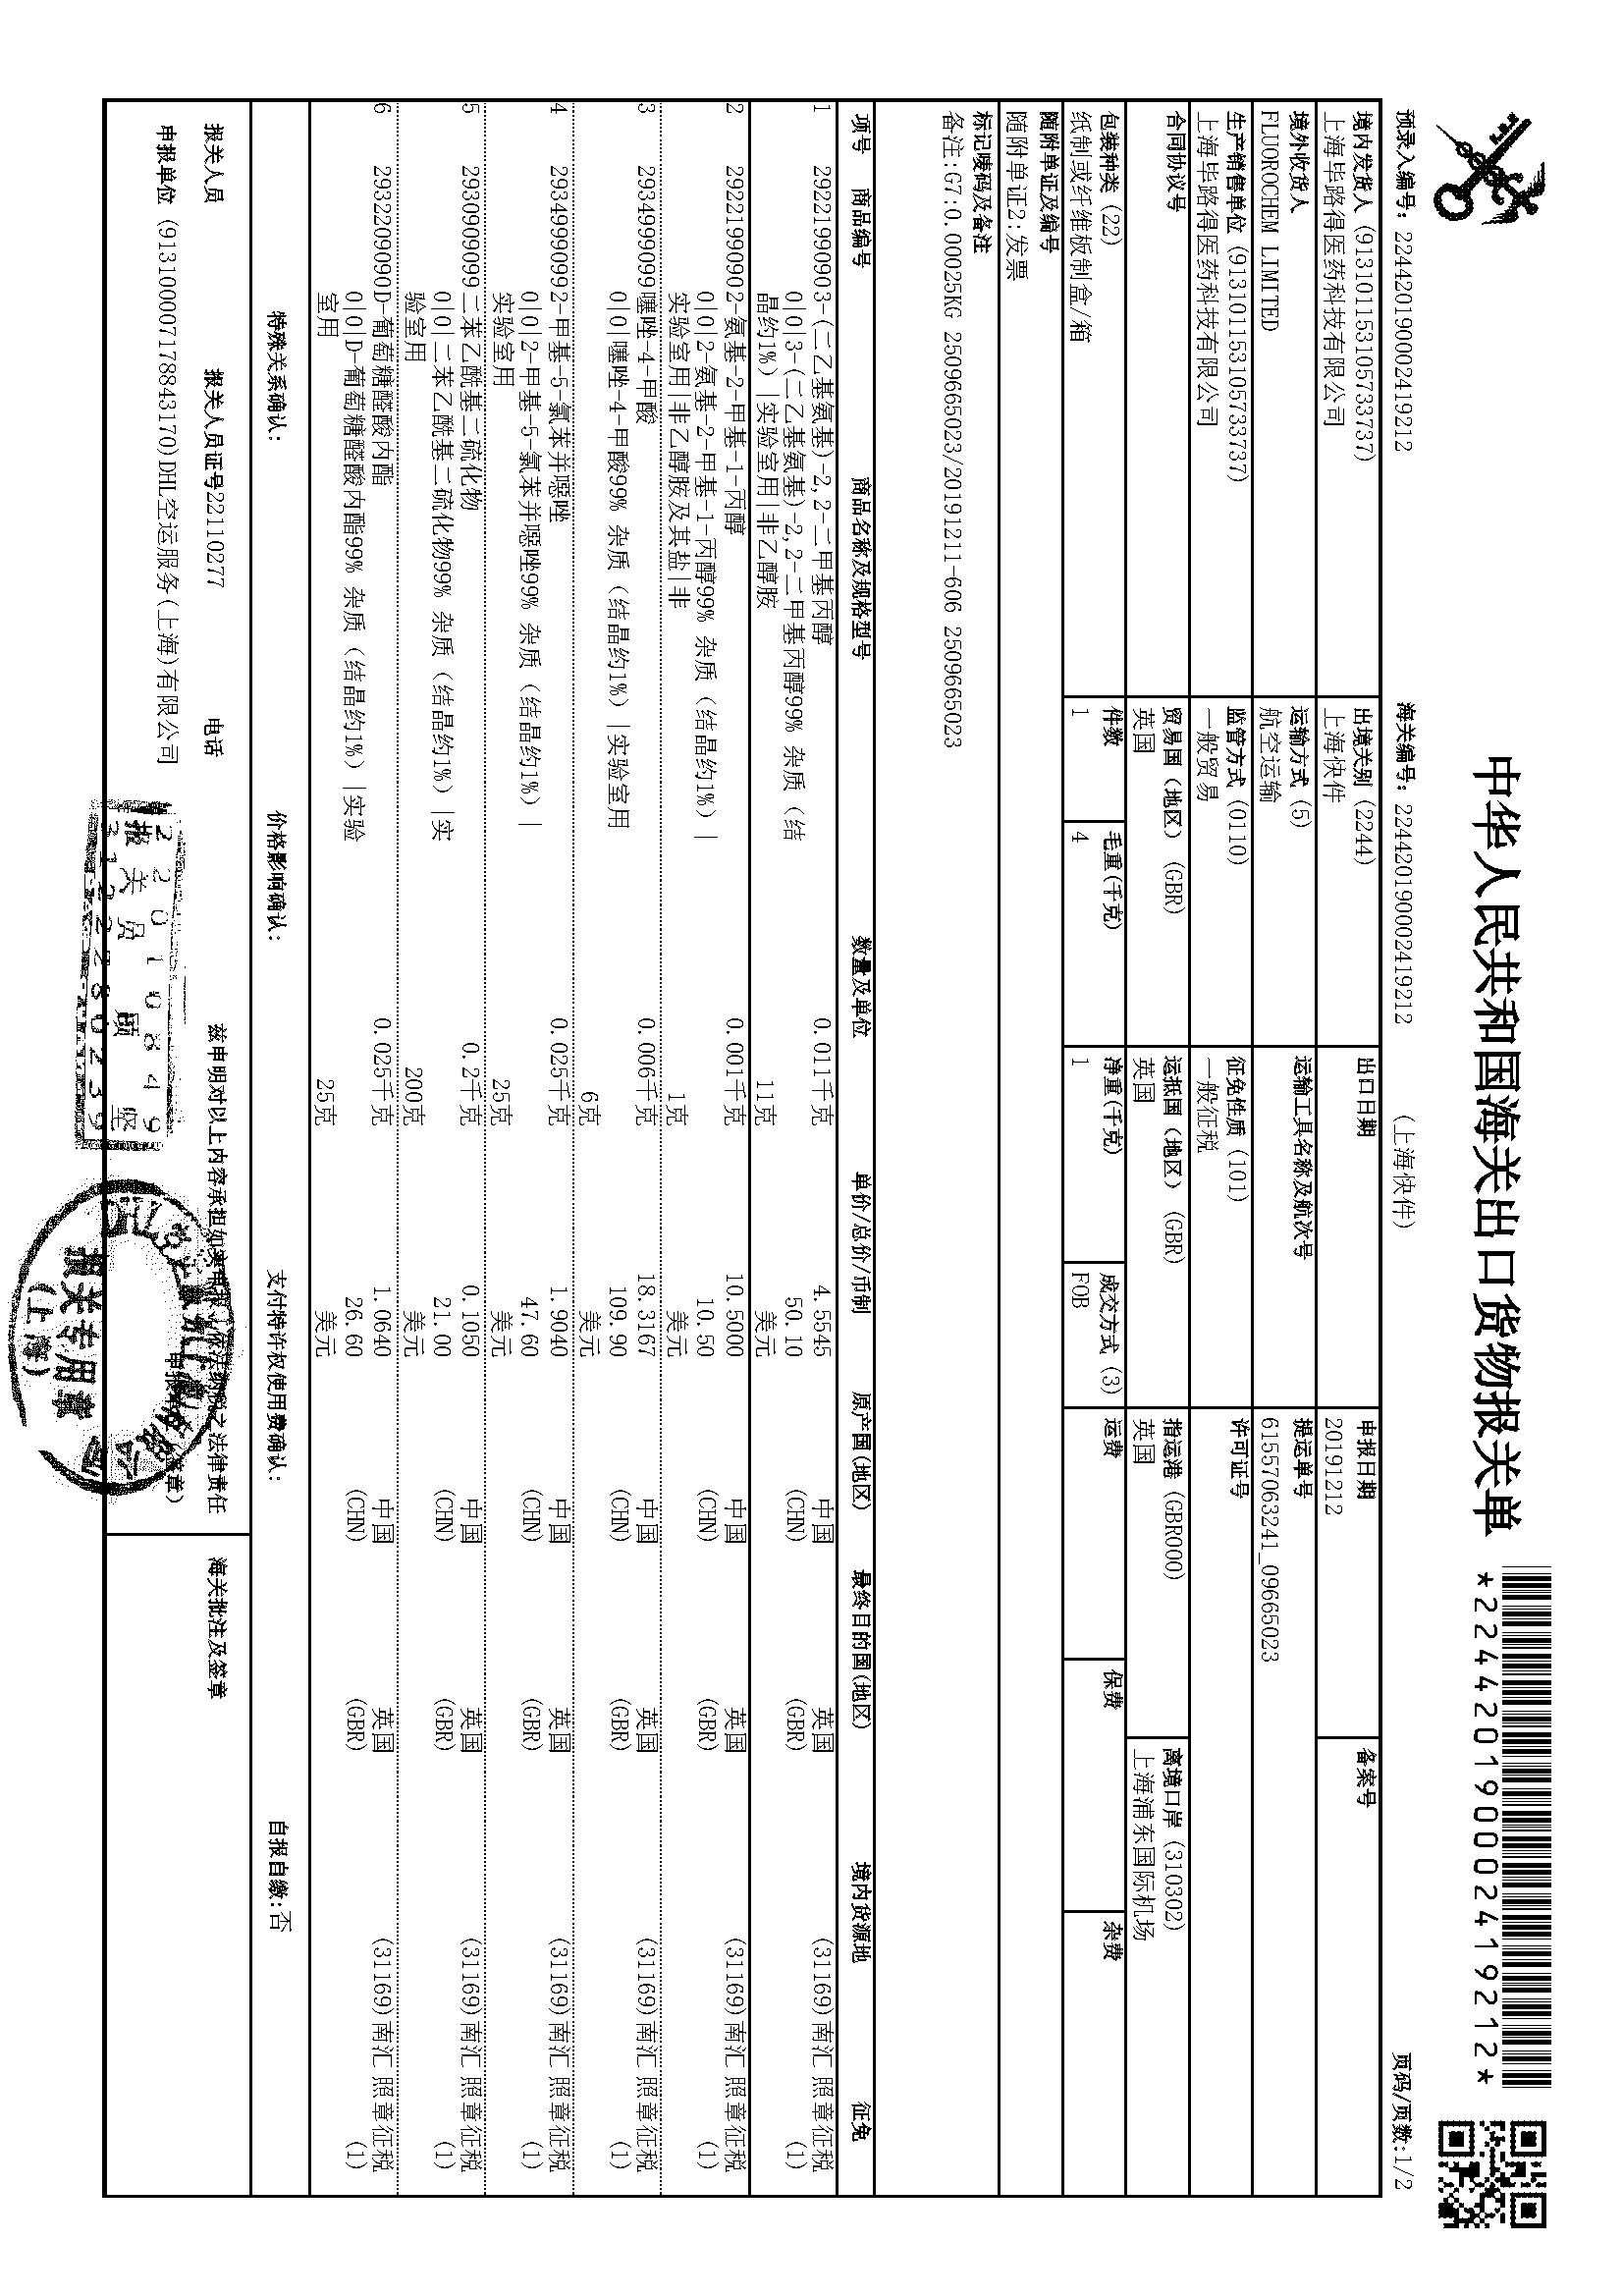 中华人民共和国海关出口货物报关单
*224420190002419212*
预录入编号: 224420190002419212 海关编号: 224420190002419212 (上海快件) 页码/页数:1/2
境内发货人 (913101153105733737) 出境关别 (2244) 出口日期 申报日期 备案号
上海毕路得医药科技有限公司 上海快件 20191212
境外收货人 运输方式 (5) 运输工具名称及航次号 提运单号
FLUOROCHEM LIMITED 航空运输 61557063241_09665023
生产销售单位 (913101153105733737) 监管方式 (0110) 征免性质 (101) 许可证号
上海毕路得医药科技有限公司 一般贸易 一般征税
合同协议号 贸易国 (地区) (GBR) 运抵国 (地区) (GBR) 指运港 (GBR000) 离境口岸 (310302)
英国 英国 英国 上海浦东国际机场
包装种类 (22) 件数 毛重(千克) 净重(千克) 成交方式 (3) 运费 保费 杂费
纸制或纤维板制盒/箱 1 4 1 FOB
随附单证及编号
随附单证2:发票
标记唛码及备注
备注:G7:0.00025KG 2509665023/20191211-606 2509665023
项号 商品编号 商品名称及规格型号 数量及单位 单价/总价/币制 原产国(地区) 最终目的国(地区) 境内货源地 征免
1 2922199090 3-(二乙基氨基)-2,2-二甲基丙醇 0.011千克 4.5545 中国 英国 (31169)南汇 照章征税
0|0|3-(二乙基氨基)-2,2-二甲基丙醇99% 杂质 (结 50.10 (CHN) (GBR) (1)
晶约1%) |实验室用|非乙醇胺 11克 美元
2 2922199090 2-氨基-2-甲基-1-丙醇 0.001千克 10.5000 中国 英国 (31169)南汇 照章征税
0|0|2-氨基-2-甲基-1-丙醇99% 杂质 (结晶约1%) | 10.50 (CHN) (GBR) (1)
实验室用|非乙醇胺及其盐|非 1克 美元
3 2934999099 噻唑-4-甲酸 0.006千克 18.3167 中国 英国 (31169)南汇 照章征税
0|0|噻唑-4-甲酸99% 杂质 (结晶约1%) |实验室用 109.90 (CHN) (GBR) (1)
6克 美元
4 2934999099 2-甲基-5-氯苯并噁唑 0.025千克 1.9040 中国 英国 (31169)南汇 照章征税
0|0|2-甲基-5-氯苯并噁唑99% 杂质 (结晶约1%) | 47.60 (CHN) (GBR) (1)
实验室用 25克 美元
5 2930909099 二苯乙酰基二硫化物 0.2千克 0.1050 中国 英国 (31169)南汇 照章征税
0|0|二苯乙酰基二硫化物99% 杂质 (结晶约1%) |实 21.00 (CHN) (GBR) (1)
验室用 200克 美元
6 2932209090 D-葡萄糖醛酸内酯 0.025千克 1.0640 中国 英国 (31169)南汇 照章征税
0|0|D-葡萄糖醛酸内酯99% 杂质 (结晶约1%) |实验 26.60 (CHN) (GBR) (1)
室用 25克 美元
特殊关系确认: 价格影响确认: 支付特许权使用费确认: 自报自缴:否
报关人员 报关人员证号22110277 电话 兹申明对以上内容承担如实申报、依法纳税之法律责任 海关批注及签章
申报单位 (913100007178843170)DHL空运服务(上海)有限公司 申报单位(签章)
22010849
报关员
3122280239
报关专用章
(上海)